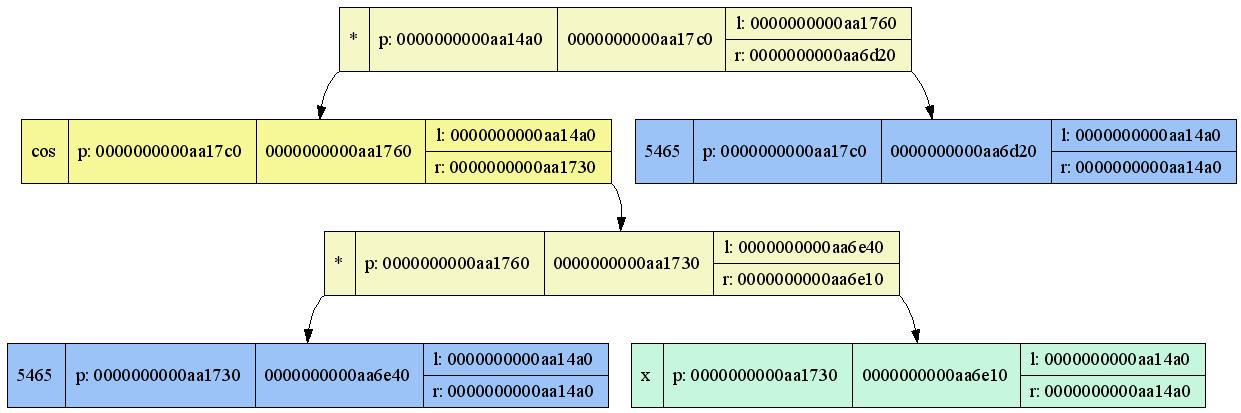 * p: 0000000000aa14a0 0000000000aa17c0 l: 0000000000aa1760
r: 0000000000aa6d20
cos p: 0000000000aa17c0 0000000000aa1760 l: 0000000000aa14a0
r: 0000000000aa1730
5465 p: 0000000000aa17c0 0000000000aa6d20 l: 0000000000aa14a0
r: 0000000000aa14a0
* p: 0000000000aa1760 0000000000aa1730 l: 0000000000aa6e40
r: 0000000000aa6e10
5465 p: 0000000000aa1730 0000000000aa6e40 l: 0000000000aa14a0
r: 0000000000aa14a0
x p: 0000000000aa1730 0000000000aa6e10 l: 0000000000aa14a0
r: 0000000000aa14a0